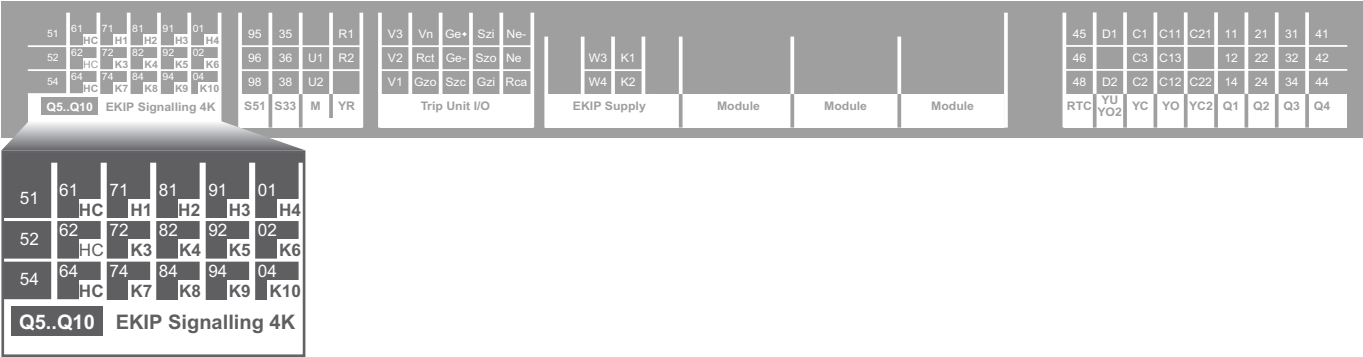 61 71 81 91 01
51 HC H1 H2 H3 H4 95 35 R1 V3 Vn Ge+ Szi Ne- 45 D1 C1 C11 C21 11 21 31 41
62 72 82 92 02
52 HC K3 K4 K5 K6 96 36 U1 R2 V2 Rct Ge- Szo Ne W3 K1 46 C3 C13 12 22 32 42
64 74 84 94 04
54 HC K7 K8 K9 K10 98 38 U2 V1 Gzo Szc Gzi Rca W4 K2 48 D2 C2 C12 C22 14 24 34 44
Q5..Q10 EKIP Signalling 4K S51 S33 M YR Trip Unit I/O EKIP Supply Module Module Module RTC YU YO2 YC YO YC2 Q1 Q2 Q3 Q4
61 71 81 91 01
51 HC H1 H2 H3 H4
62 72 82 92 02
52 HC K3 K4 K5 K6
64 74 84 94 04
54 HC K7 K8 K9 K10
Q5..Q10 EKIP Signalling 4K